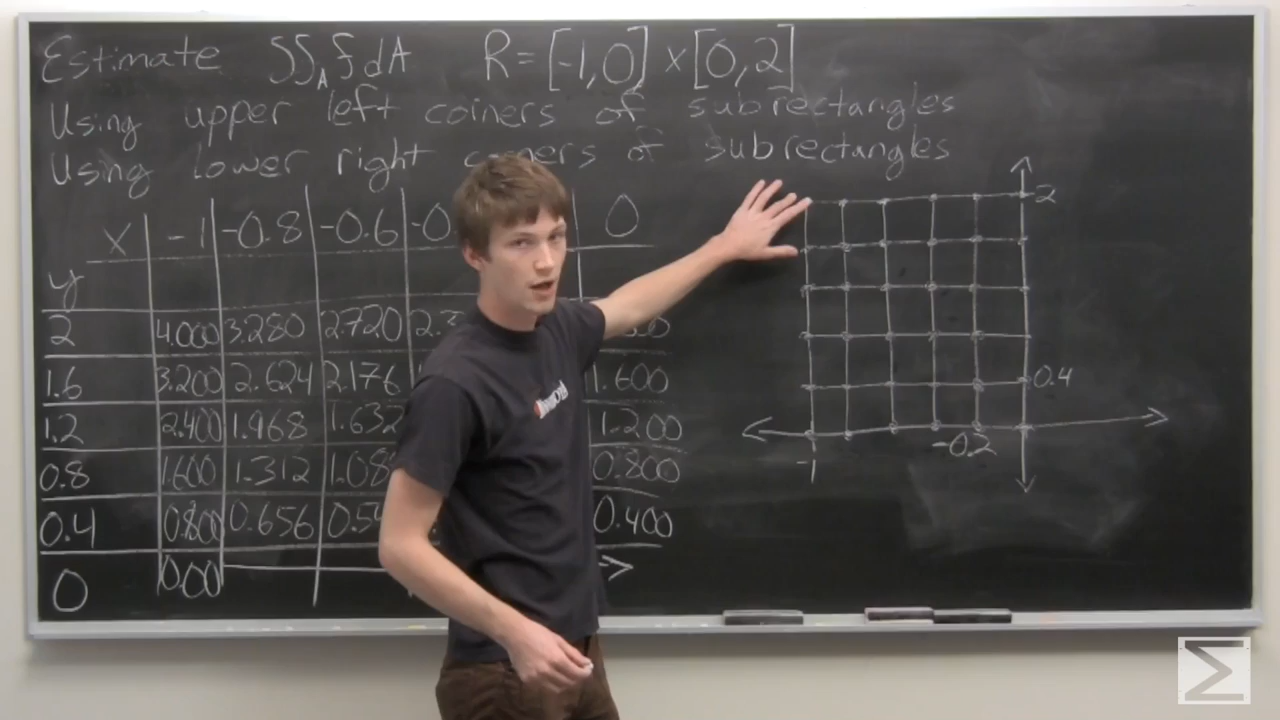 Estimate ∫∫_A f dA R = [-1,0] × [0,2]
Using upper left corners of subrectangles
Using lower right corners of subrectangles
x -1 -0.8 -0.6 0
y
2 4.000 3.280 2.720
1.6 3.200 2.624 2.176 1.600
1.2 2.400 1.968 1.632 1.200
0.8 1.600 1.312 0.800
0.4 0.800 0.656 0.400
0 0.00
2
0.4
-0.2
-1
Σ